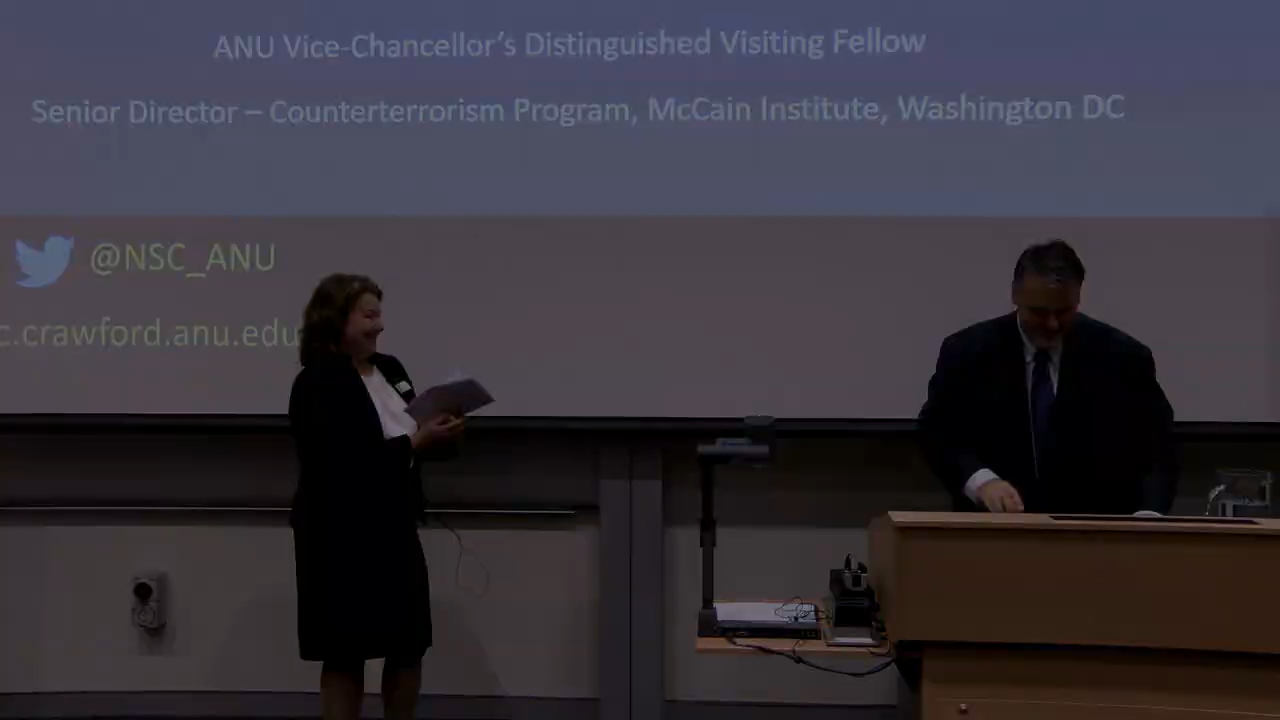 ANU Vice-Chancellor's Distinguished Visiting Fellow
Senior Director – Counterterrorism Program, McCain Institute, Washington DC
@NSC_ANU
c.crawford.anu.edu